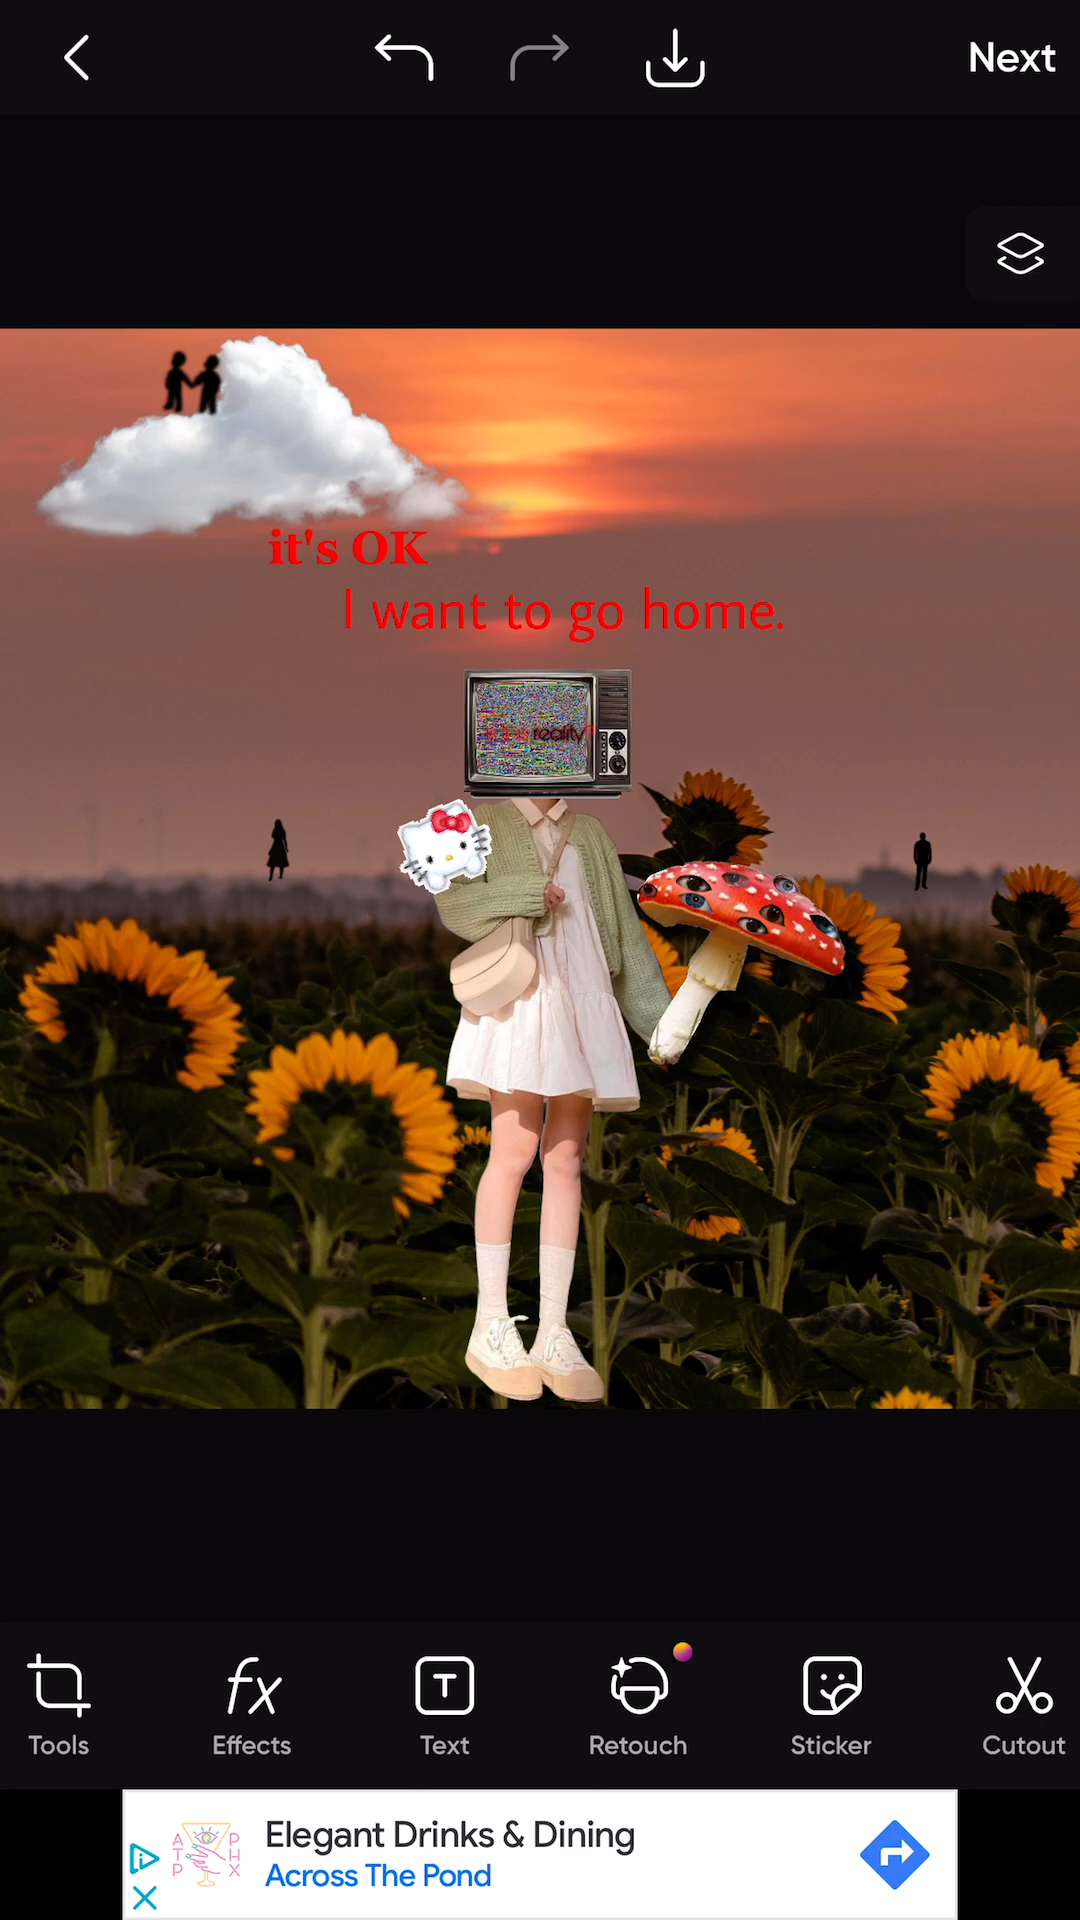 Next
it's OK
I want to go home.
reality?
Tools
Effects
Text
Retouch
Sticker
Cutout
A P
T H
P X
Elegant Drinks & Dining
Across The Pond